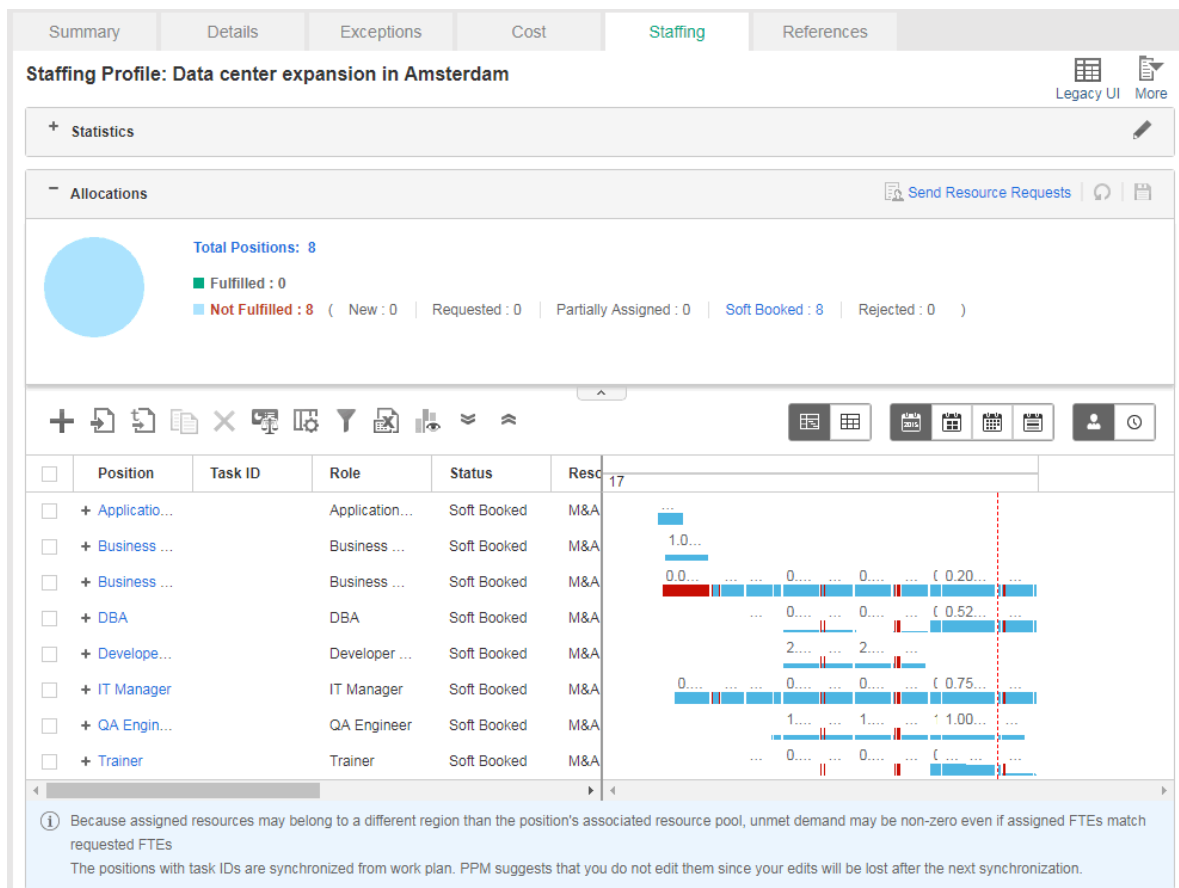 Summary Details Exceptions Cost Staffing References
Staffing Profile: Data center expansion in Amsterdam
Legacy UI More
+ Statistics
− Allocations Send Resource Requests
Total Positions: 8
Fulfilled : 0
Not Fulfilled : 8 ( New : 0 Requested : 0 Partially Assigned : 0 Soft Booked : 8 Rejected : 0 )
2015
Position Task ID Role Status Reso
17
+ Applicatio... Application... Soft Booked M&A ...
+ Business ... Business ... Soft Booked M&A 1.0...
+ Business ... Business ... Soft Booked M&A 0.0... ... ... 0.... ... 0.... ... ( 0.20... ...
+ DBA DBA Soft Booked M&A ... 0.... ... 0.... ... ( 0.52... ...
+ Develope... Developer ... Soft Booked M&A 2.... ... 2.... ...
+ IT Manager IT Manager Soft Booked M&A 0.... ... ... 0.... ... 0.... ... ( 0.75... ...
+ QA Engin... QA Engineer Soft Booked M&A 1.... ... 1.... ... 1.00... ...
+ Trainer Trainer Soft Booked M&A ... 0.... ... 0.... ... ( ... ... ...
Because assigned resources may belong to a different region than the position's associated resource pool, unmet demand may be non-zero even if assigned FTEs match
requested FTEs
The positions with task IDs are synchronized from work plan. PPM suggests that you do not edit them since your edits will be lost after the next synchronization.